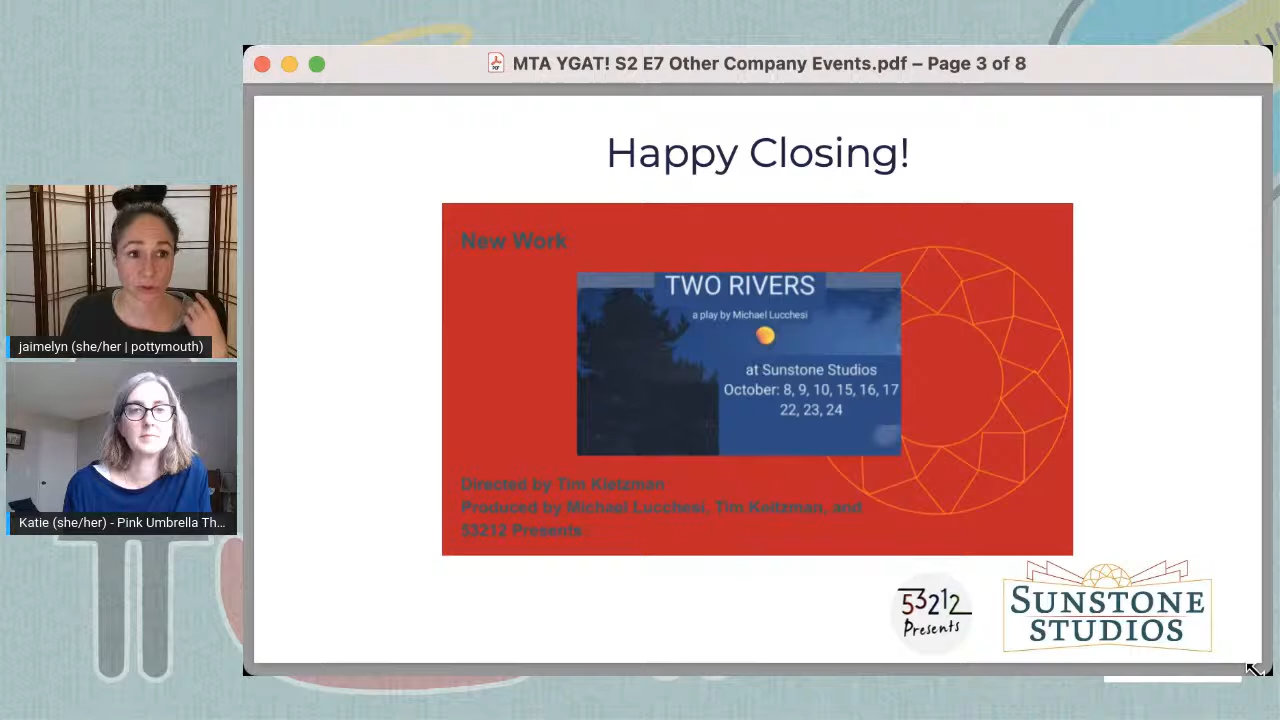 MTA YGAT! S2 E7 Other Company Events.pdf – Page 3 of 8
Happy Closing!
New Work
TWO RIVERS
a play by Michael Lucchesi
at Sunstone Studios
October: 8, 9, 10, 15, 16, 17
22, 23, 24
Directed by Tim Kietzman
Produced by Michael Lucchesi, Tim Keitzman, and
53212 Presents
53212
Presents
SUNSTONE
STUDIOS
jaimelyn (she/her | pottymouth)
Katie (she/her) - Pink Umbrella Th...